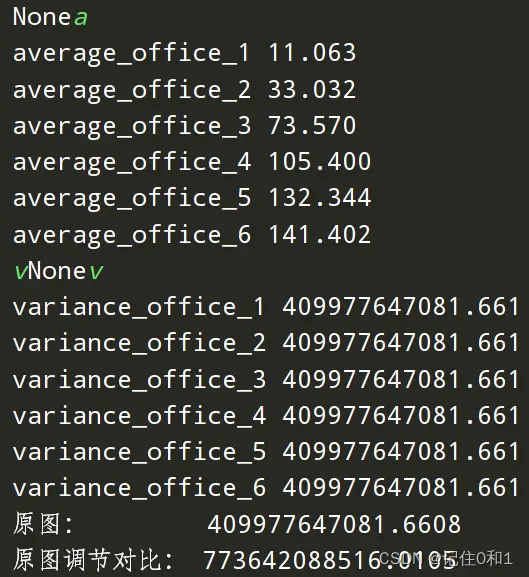 Nonea
average_office_1 11.063
average_office_2 33.032
average_office_3 73.570
average_office_4 105.400
average_office_5 132.344
average_office_6 141.402
vNonev
variance_office_1 409977647081.661
variance_office_2 409977647081.661
variance_office_3 409977647081.661
variance_office_4 409977647081.661
variance_office_5 409977647081.661
variance_office_6 409977647081.661
原图： 409977647081.6608
原图调节对比： 773642088516.0105
CSDN @记住0和1